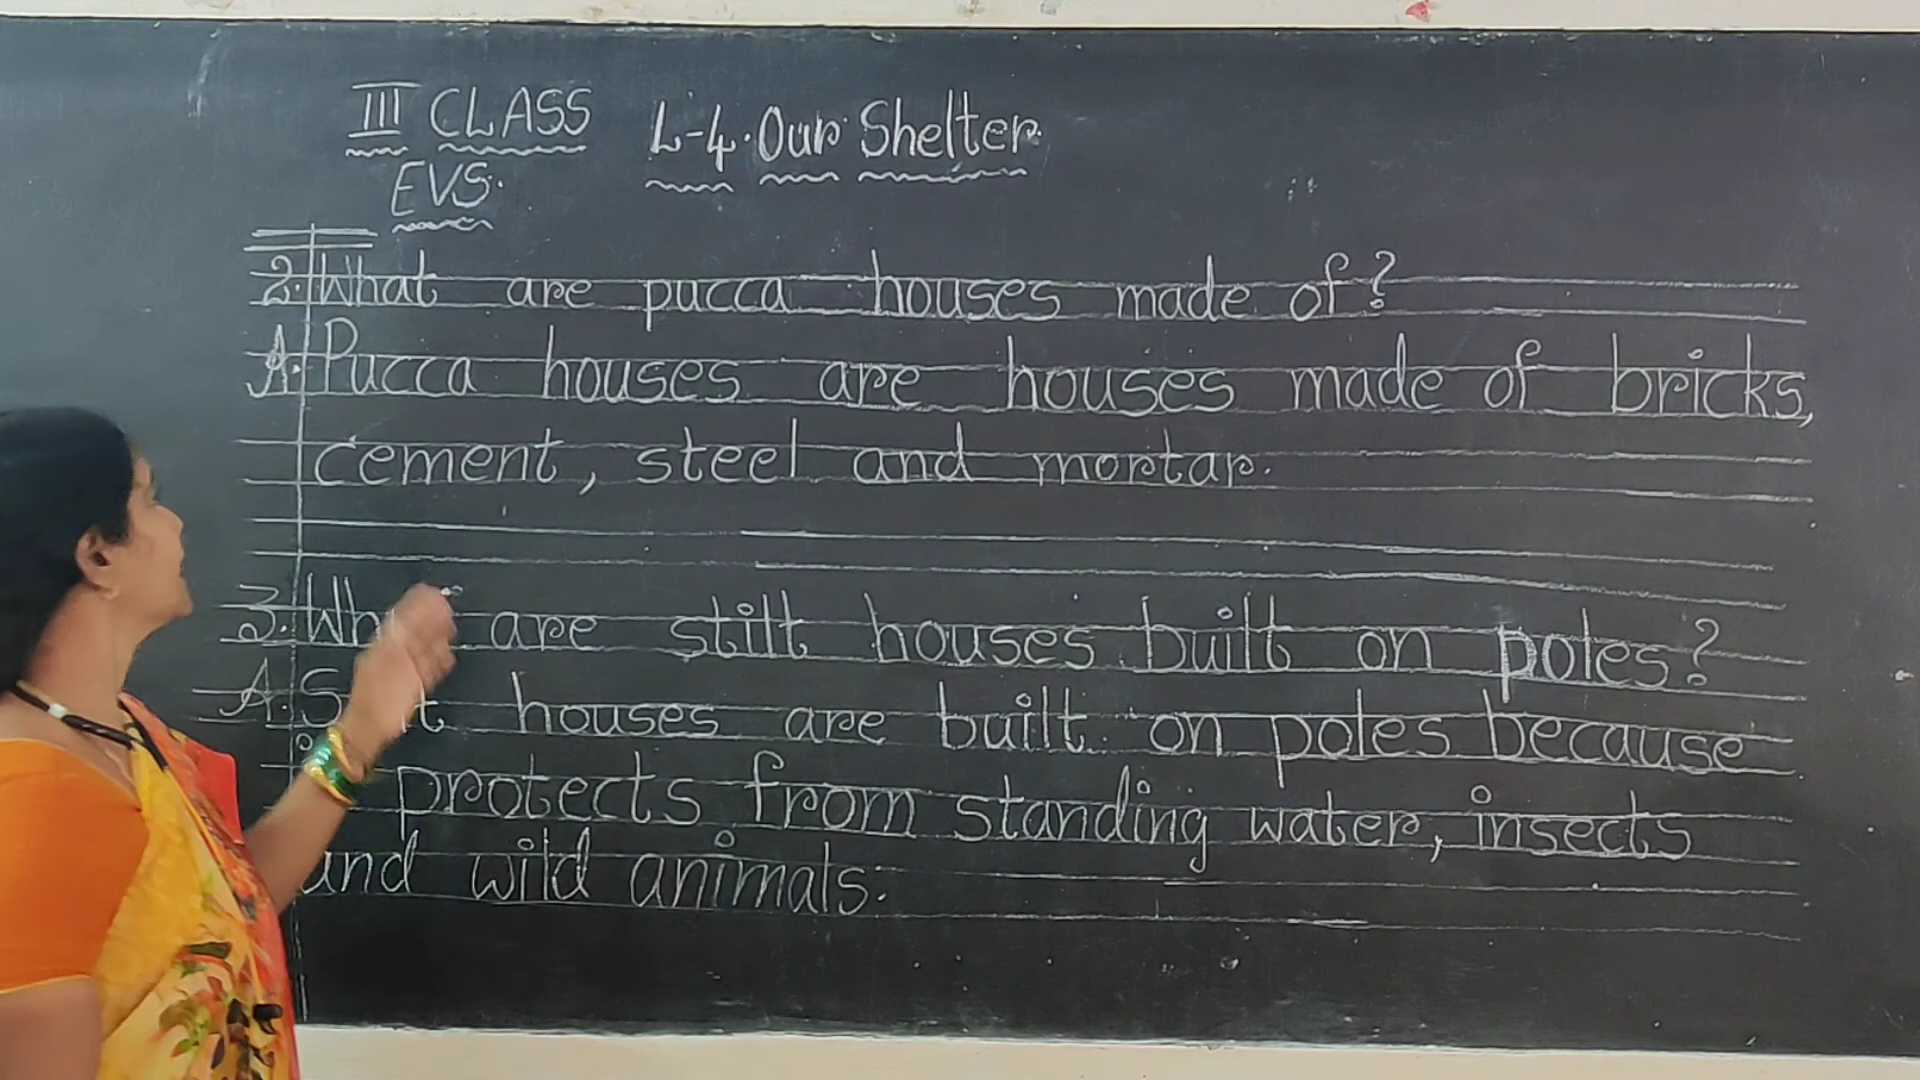 III CLASS L-4. Our Shelter.
EVS.
2. What are pucca houses made of?
A. Pucca houses are houses made of bricks,
cement, steel and mortar.
3. are stilt houses built on poles?
A. houses are built on poles because
protects from standing water, insects
and wild animals.